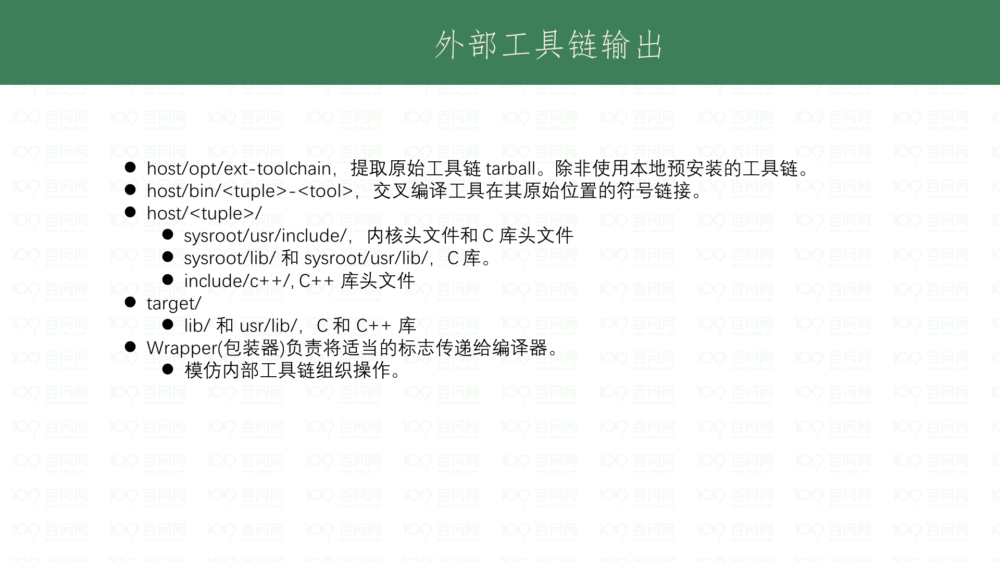 外部工具链输出
● host/opt/ext-toolchain，提取原始工具链 tarball。除非使用本地预安装的工具链。
● host/bin/<tuple>-<tool>，交叉编译工具在其原始位置的符号链接。
● host/<tuple>/
● sysroot/usr/include/，内核头文件和 C 库头文件
● sysroot/lib/ 和 sysroot/usr/lib/，C 库。
● include/c++/, C++ 库头文件
● target/
● lib/ 和 usr/lib/，C 和 C++ 库
● Wrapper(包装器)负责将适当的标志传递给编译器。
● 模仿内部工具链组织操作。